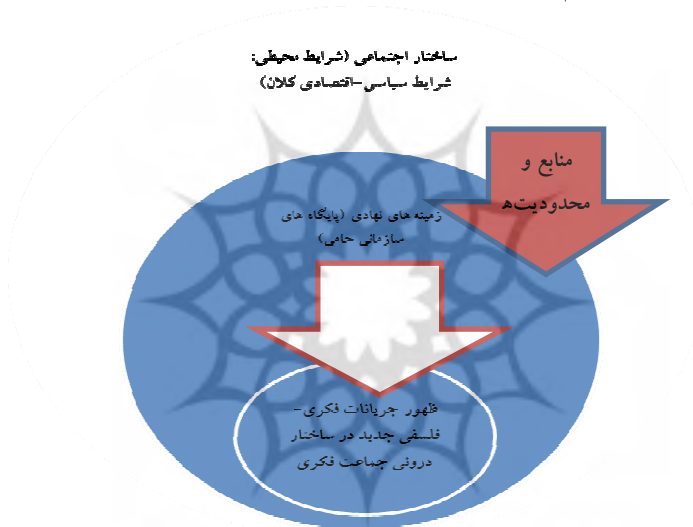 ساختار اجتماعی (شرایط محیطی:
شرایط سیاسی-اقتصادی کلان)
منابع و
محدودیت‌ه
زمینه های نهادی (پایگاه های
سازمانی حامی)
ظهور جریانات فکری-
فلسفی جدید در ساختار
درونی جماعت فکری